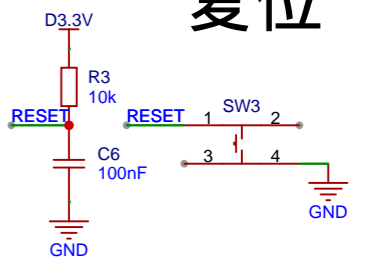 复位
D3.3V
R3
10k
RESET
C6
100nF
GND
RESET
SW3
1 2
3 4
GND